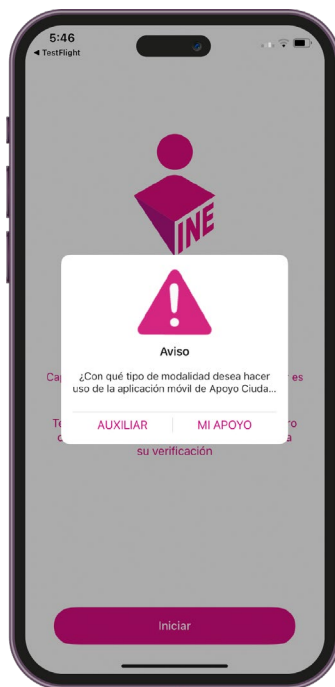 5:46
◀ TestFlight
INE
Aviso
¿Con qué tipo de modalidad desea hacer
uso de la aplicación móvil de Apoyo Ciuda...
es
AUXILIAR MI APOYO
su verificación
Iniciar